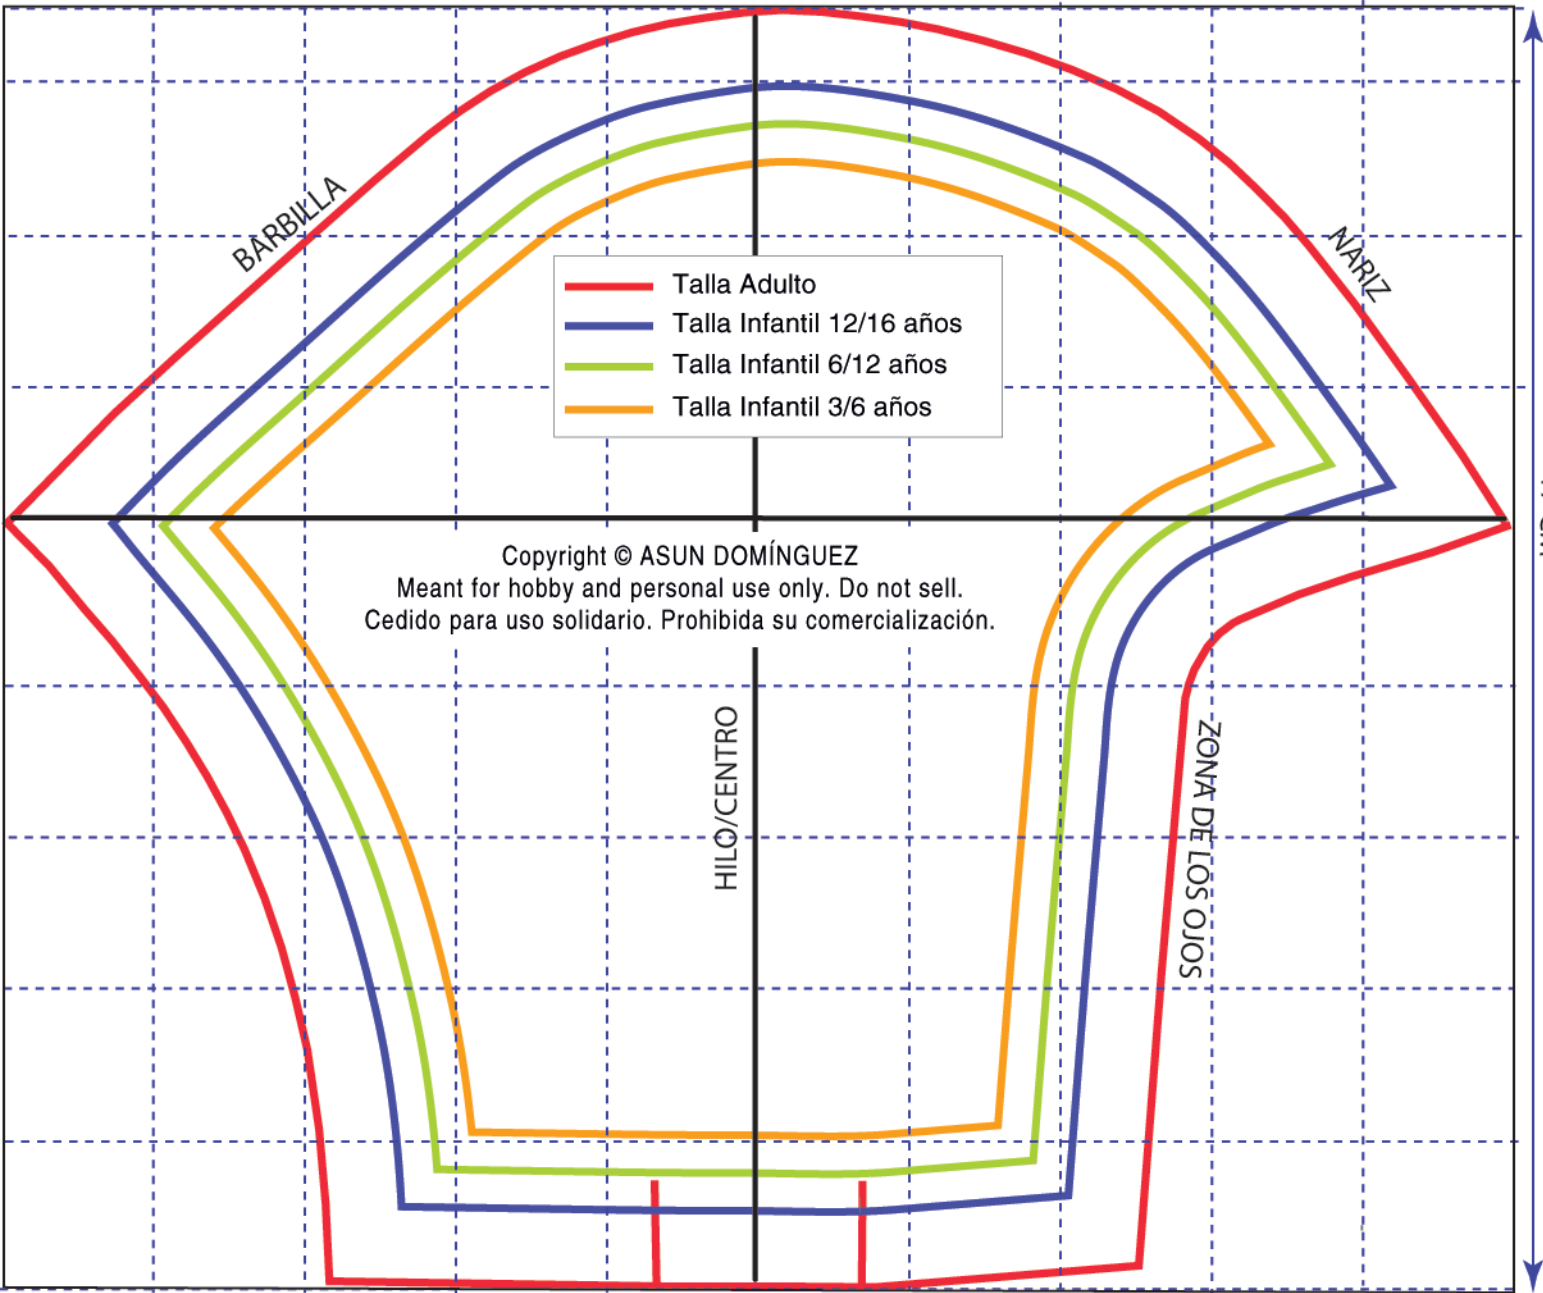 BARBILLA
NARIZ
Talla Adulto
Talla Infantil 12/16 años
Talla Infantil 6/12 años
Talla Infantil 3/6 años
Copyright © ASUN DOMÍNGUEZ
Meant for hobby and personal use only. Do not sell.
Cedido para uso solidario. Prohibida su comercialización.
HILO/CENTRO
ZONA DE LOS OJOS